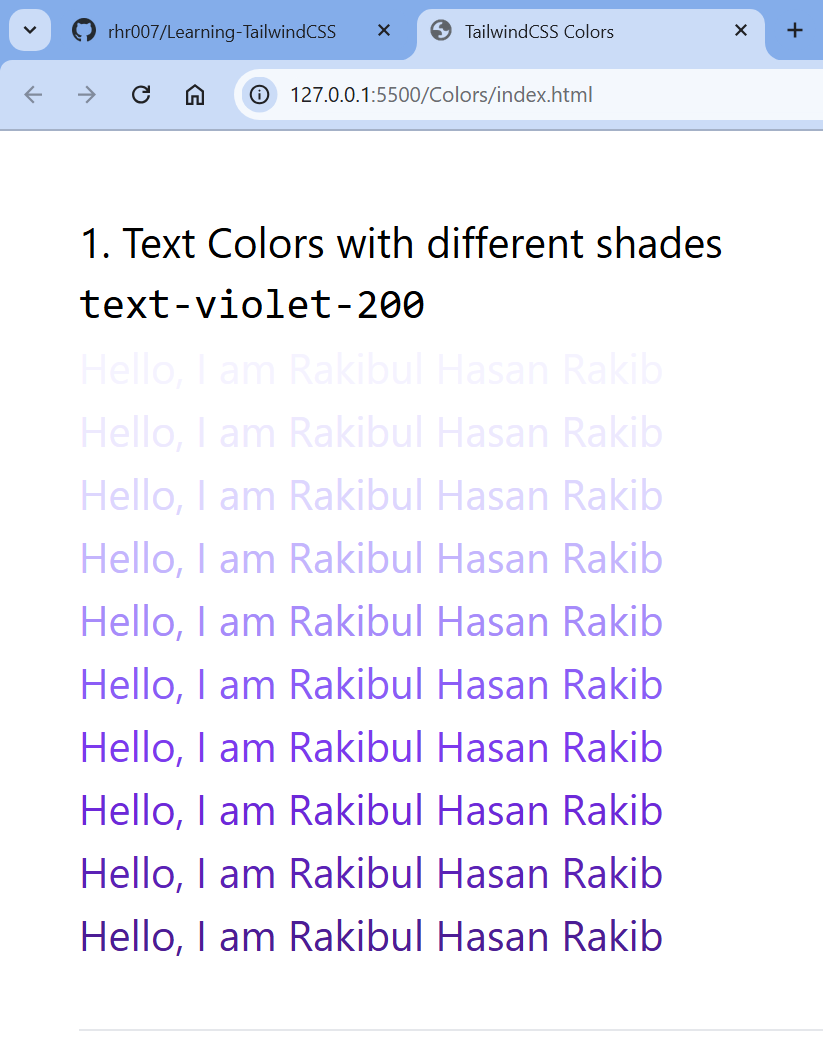 rhr007/Learning-TailwindCSS
TailwindCSS Colors
127.0.0.1:5500/Colors/index.html
1. Text Colors with different shades
text-violet-200
Hello, I am Rakibul Hasan Rakib
Hello, I am Rakibul Hasan Rakib
Hello, I am Rakibul Hasan Rakib
Hello, I am Rakibul Hasan Rakib
Hello, I am Rakibul Hasan Rakib
Hello, I am Rakibul Hasan Rakib
Hello, I am Rakibul Hasan Rakib
Hello, I am Rakibul Hasan Rakib
Hello, I am Rakibul Hasan Rakib
Hello, I am Rakibul Hasan Rakib